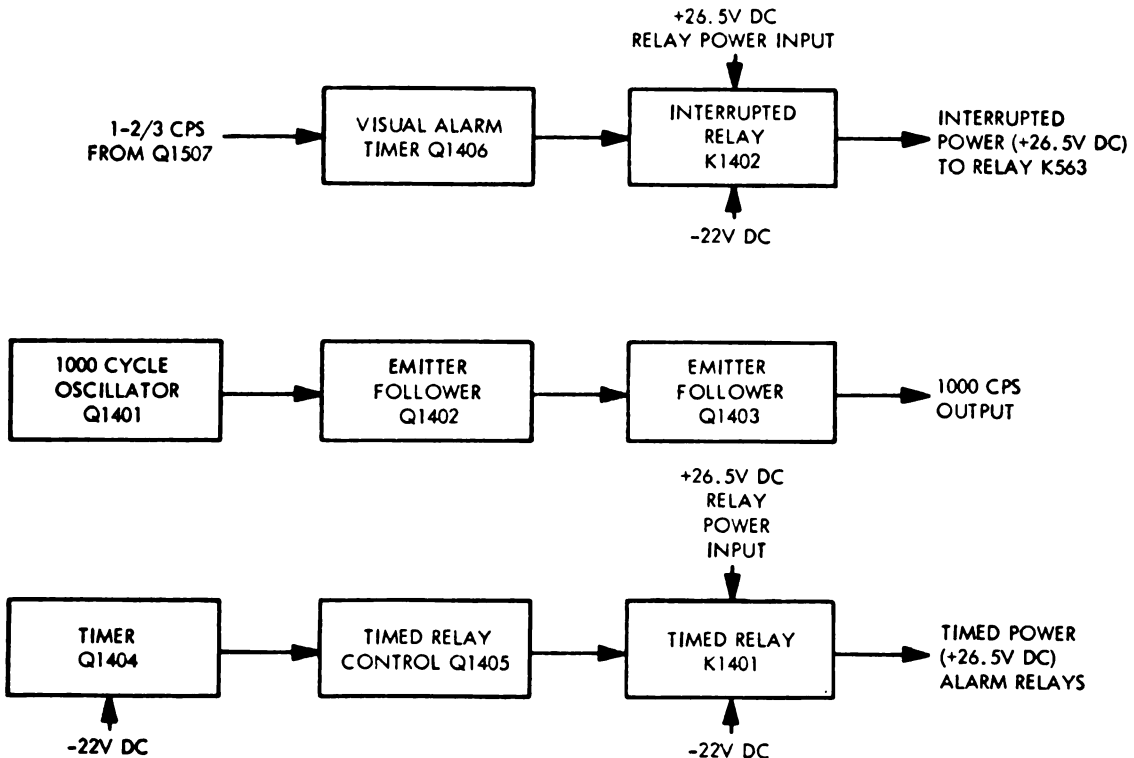 +26.5V DC
RELAY POWER INPUT
1-2/3 CPS
FROM Q1507
VISUAL ALARM
TIMER Q1406
INTERRUPTED
RELAY
K1402
INTERRUPTED
POWER (+26.5V DC)
TO RELAY K563
-22V DC
1000 CYCLE
OSCILLATOR
Q1401
EMITTER
FOLLOWER
Q1402
EMITTER
FOLLOWER
Q1403
1000 CPS
OUTPUT
+26.5V DC
RELAY
POWER
INPUT
TIMER
Q1404
TIMED RELAY
CONTROL Q1405
TIMED RELAY
K1401
TIMED POWER
(+26.5V DC)
ALARM RELAYS
-22V DC
-22V DC